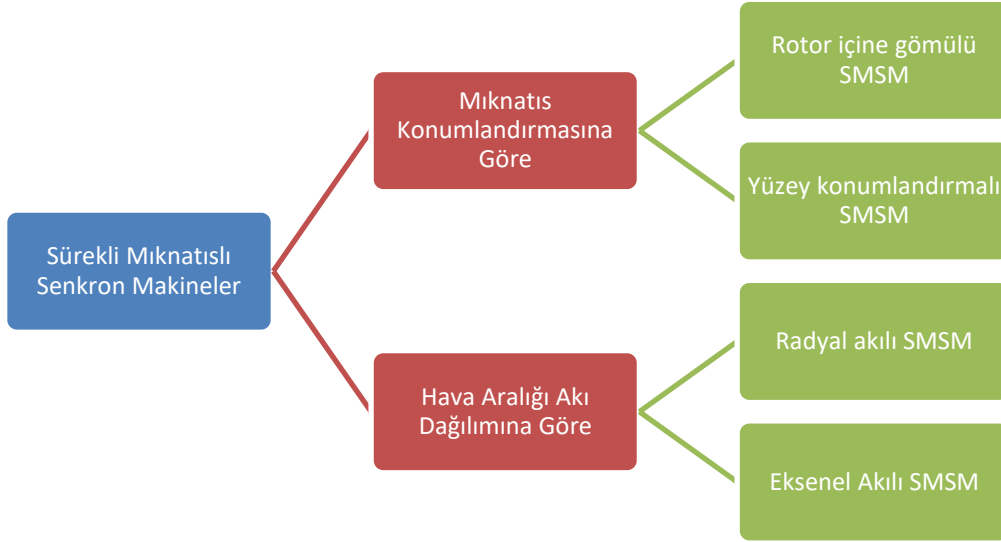 Sürekli Mıknatıslı
Senkron Makineler
Mıknatıs
Konumlandırmasına
Göre
Rotor içine gömülü
SMSM
Yüzey konumlandırmalı
SMSM
Hava Aralığı Akı
Dağılımına Göre
Radyal akılı SMSM
Eksenel Akılı SMSM